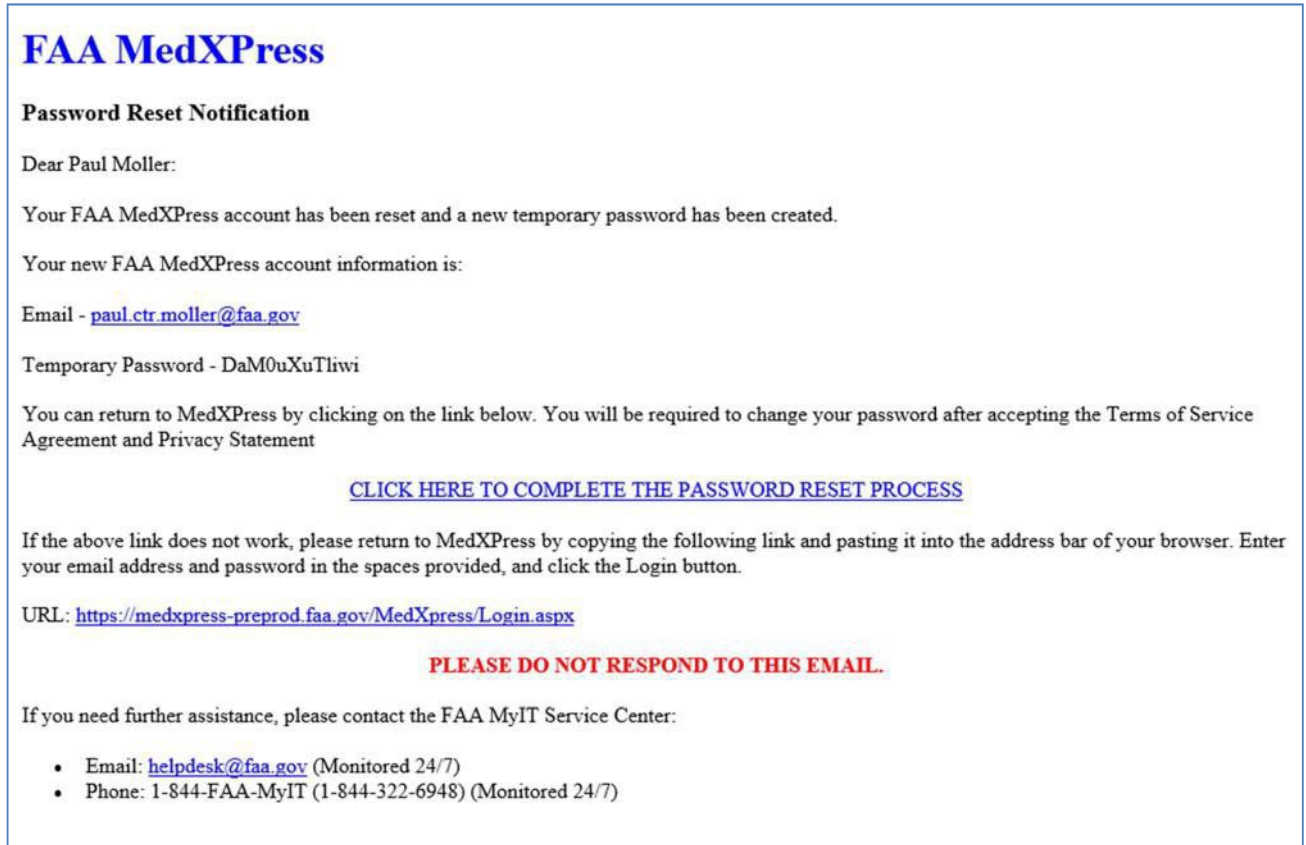 FAA MedXPress
Password Reset Notification
Dear Paul Moller:
Your FAA MedXPress account has been reset and a new temporary password has been created.
Your new FAA MedXPress account information is:
Email - paul.ctr.moller@faa.gov
Temporary Password - DaM0uXuTliwi
You can return to MedXPress by clicking on the link below. You will be required to change your password after accepting the Terms of Service
Agreement and Privacy Statement
CLICK HERE TO COMPLETE THE PASSWORD RESET PROCESS
If the above link does not work, please return to MedXPress by copying the following link and pasting it into the address bar of your browser. Enter
your email address and password in the spaces provided, and click the Login button.
URL: https://medxpress-preprod.faa.gov/MedXpress/Login.aspx
PLEASE DO NOT RESPOND TO THIS EMAIL.
If you need further assistance, please contact the FAA MyIT Service Center:
• Email: helpdesk@faa.gov (Monitored 24/7)
• Phone: 1-844-FAA-MyIT (1-844-322-6948) (Monitored 24/7)